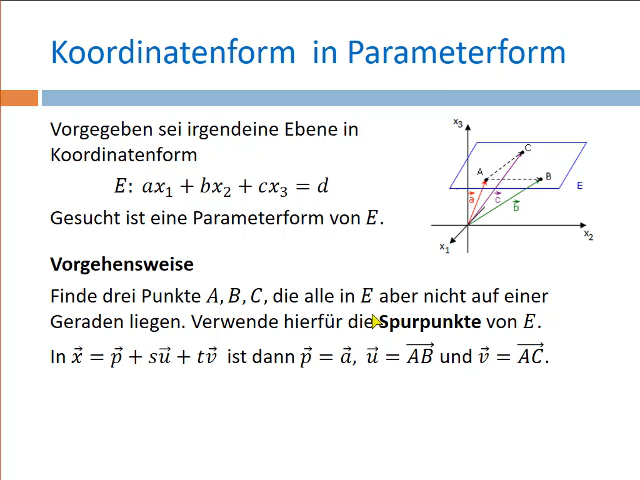 Koordinatenform in Parameterform
Vorgegeben sei irgendeine Ebene in
Koordinatenform
E: ax₁ + bx₂ + cx₃ = d
Gesucht ist eine Parameterform von E.
x₃
C
A
B
E
a⃗
c⃗
b⃗
x₂
x₁
Vorgehensweise
Finde drei Punkte A, B, C, die alle in E aber nicht auf einer
Geraden liegen. Verwende hierfür die Spurpunkte von E.
In x⃗ = p⃗ + su⃗ + tv⃗ ist dann p⃗ = a⃗, u⃗ = \overrightarrow{AB} und v⃗ = \overrightarrow{AC}.